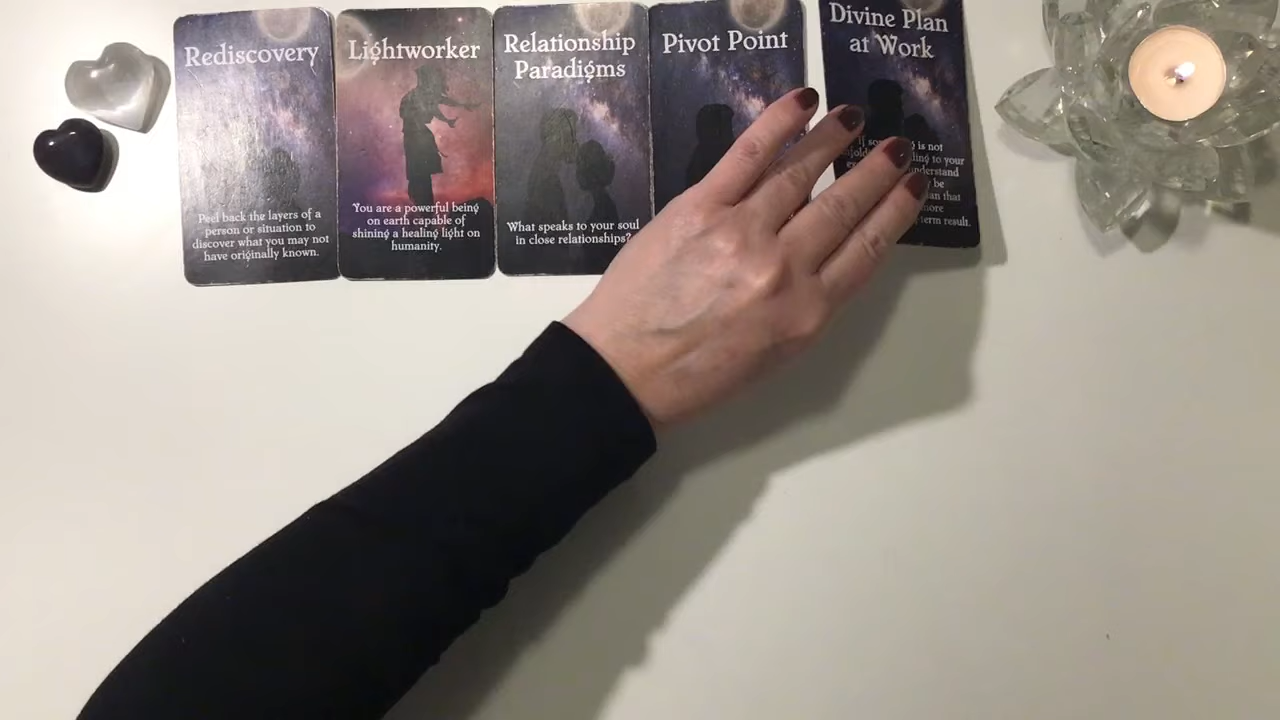 Rediscovery
Peel back the layers of a
person or situation to
discover what you may not
have originally known.
Lightworker
You are a powerful being
on earth capable of
shining a healing light on
humanity.
Relationship
Paradigms
What speaks to your soul
in close relationships?
Pivot Point
Divine Plan
at Work
If is not
to your
understand
be
that
more
term result.